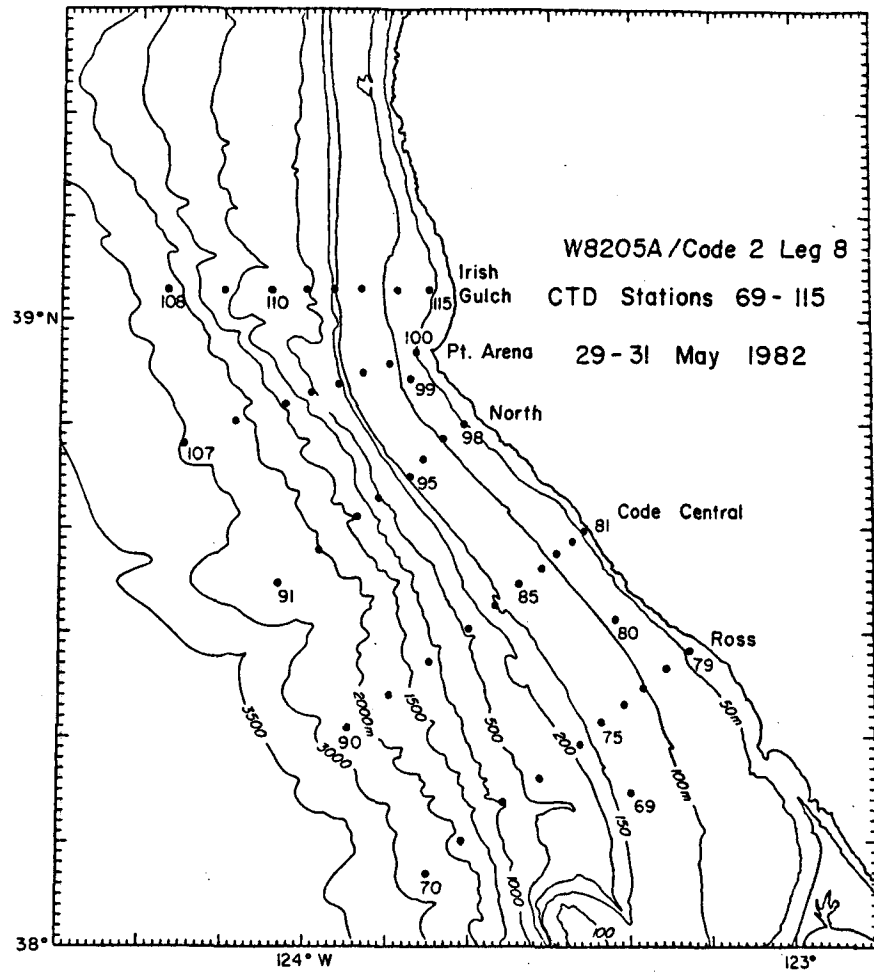 W8205A/Code 2 Leg 8
Irish
Gulch
CTD Stations 69-115
108
110
115
39°N
100
Pt. Arena
29-31 May 1982
99
North
107
98
95
Code Central
81
91
85
80
Ross
79
50m
2000m
1500
3500
500
90
3000
200
75
100m
69
150
70
1000
100
38°
124° W
123°